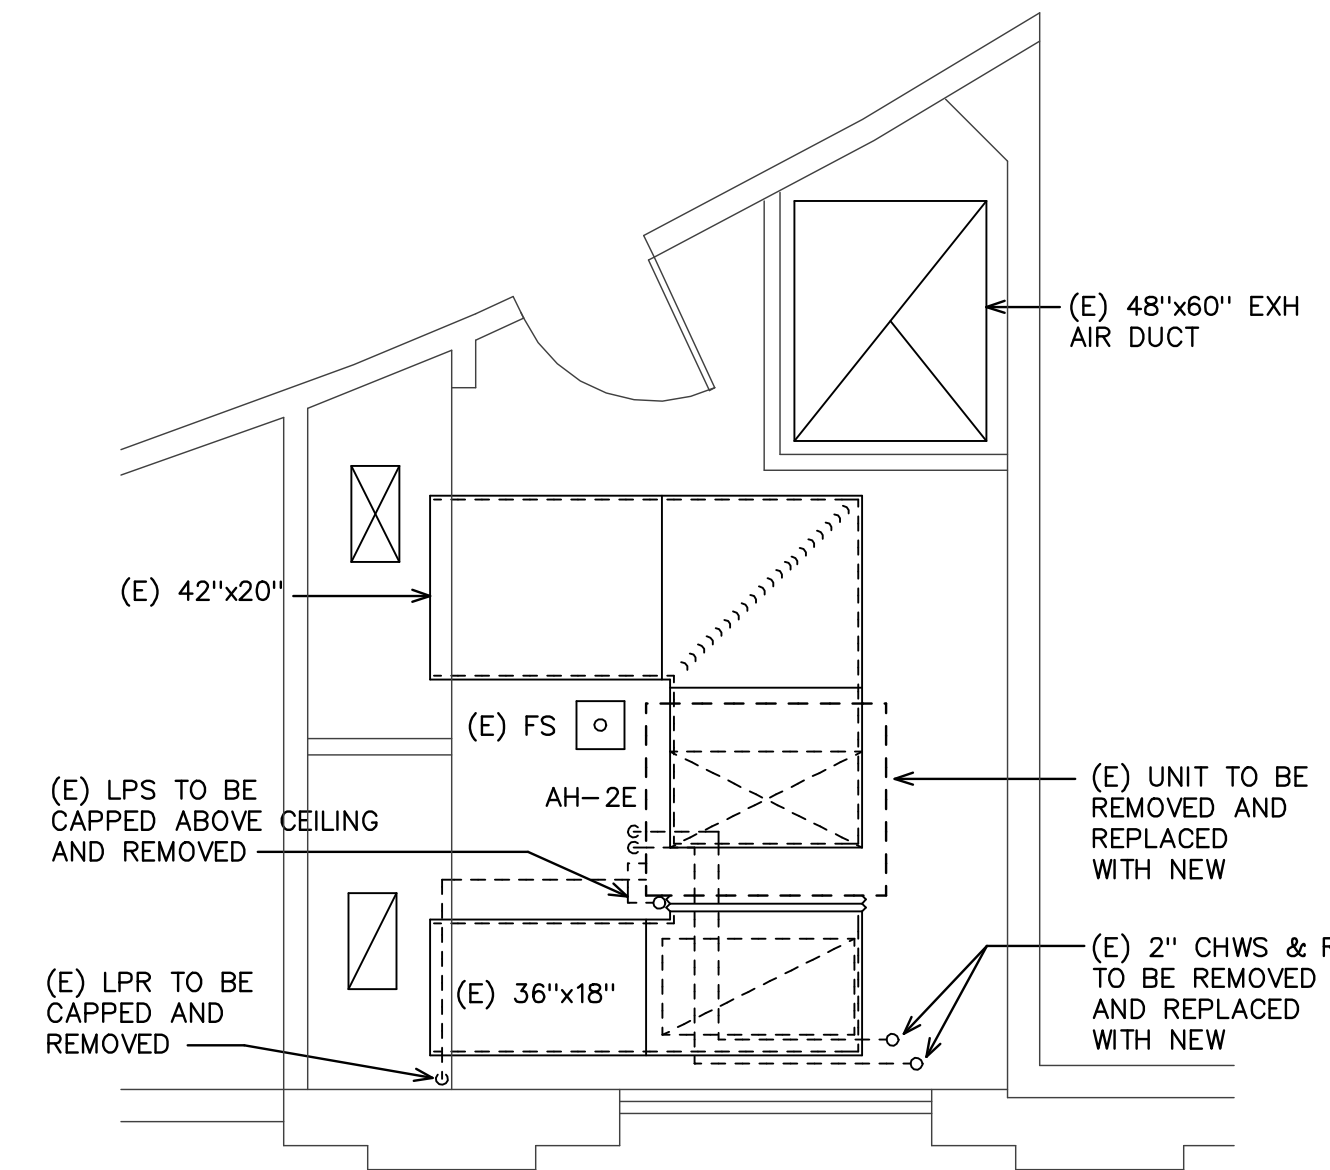 (E) 48"x60" EXH
AIR DUCT
(E) 42"x20"
(E) FS
AH-2E
(E) LPS TO BE
CAPPED ABOVE CEILING
AND REMOVED
(E) UNIT TO BE
REMOVED AND
REPLACED
WITH NEW
(E) 36"x18"
(E) LPR TO BE
CAPPED AND
REMOVED
(E) 2" CHWS &
TO BE REMOVED
AND REPLACED
WITH NEW